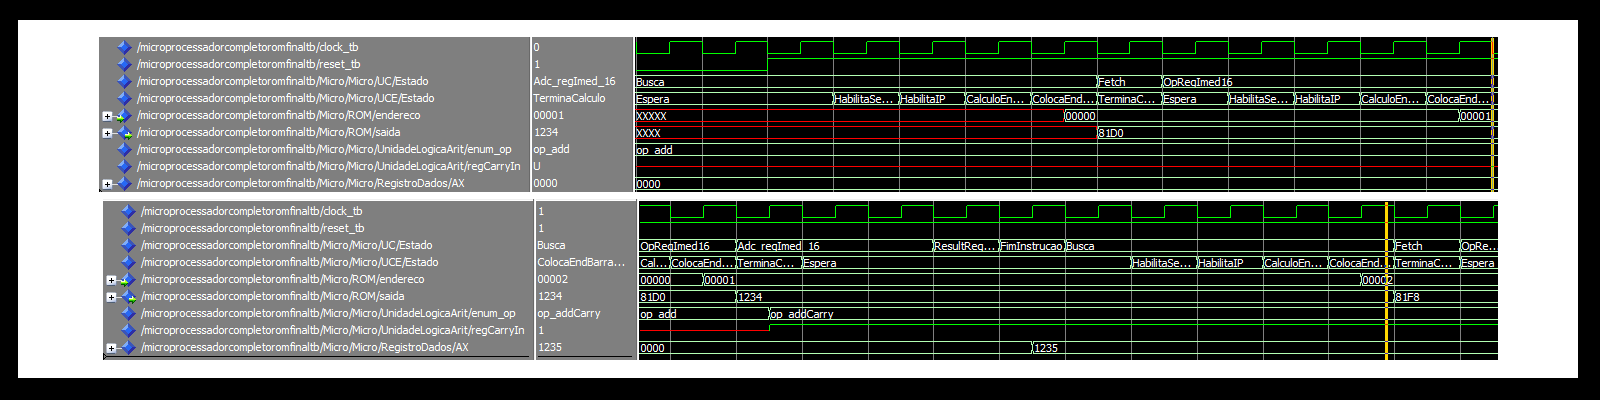 /microprocessadorcompletoromfinaltb/clock_tb 0
/microprocessadorcompletoromfinaltb/reset_tb 1
/microprocessadorcompletoromfinaltb/Micro/Micro/UC/Estado Adc_regImed_16 Busca Fetch OpRegImed16
/microprocessadorcompletoromfinaltb/Micro/Micro/UCE/Estado TerminaCalculo Espera HabilitaSe... HabilitaIP CalculoEn... ColocaEnd... TerminaC... Espera HabilitaSe... HabilitaIP CalculoEn... ColocaEnd...
/microprocessadorcompletoromfinaltb/Micro/ROM/endereco 00001 XXXXX 00000 00001
/microprocessadorcompletoromfinaltb/Micro/ROM/saida 1234 XXXX 81D0
/microprocessadorcompletoromfinaltb/Micro/Micro/UnidadeLogicaArit/enum_op op_add op_add
/microprocessadorcompletoromfinaltb/Micro/Micro/UnidadeLogicaArit/regCarryIn U
/microprocessadorcompletoromfinaltb/Micro/Micro/RegistroDados/AX 0000 0000
/microprocessadorcompletoromfinaltb/clock_tb 1
/microprocessadorcompletoromfinaltb/reset_tb 1
/microprocessadorcompletoromfinaltb/Micro/Micro/UC/Estado Busca OpRegImed16 Adc_regImed_16 ResultReg... FimInstrucao Busca Fetch OpRe...
/microprocessadorcompletoromfinaltb/Micro/Micro/UCE/Estado ColocaEndBarra... Cal... ColocaEnd... TerminaC... Espera HabilitaSe... HabilitaIP CalculoEn... ColocaEnd... TerminaC... Espera
/microprocessadorcompletoromfinaltb/Micro/ROM/endereco 00002 00000 00001 00002
/microprocessadorcompletoromfinaltb/Micro/ROM/saida 1234 81D0 1234 81F8
/microprocessadorcompletoromfinaltb/Micro/Micro/UnidadeLogicaArit/enum_op op_addCarry op_add op_addCarry
/microprocessadorcompletoromfinaltb/Micro/Micro/UnidadeLogicaArit/regCarryIn 1
/microprocessadorcompletoromfinaltb/Micro/Micro/RegistroDados/AX 1235 0000 1235